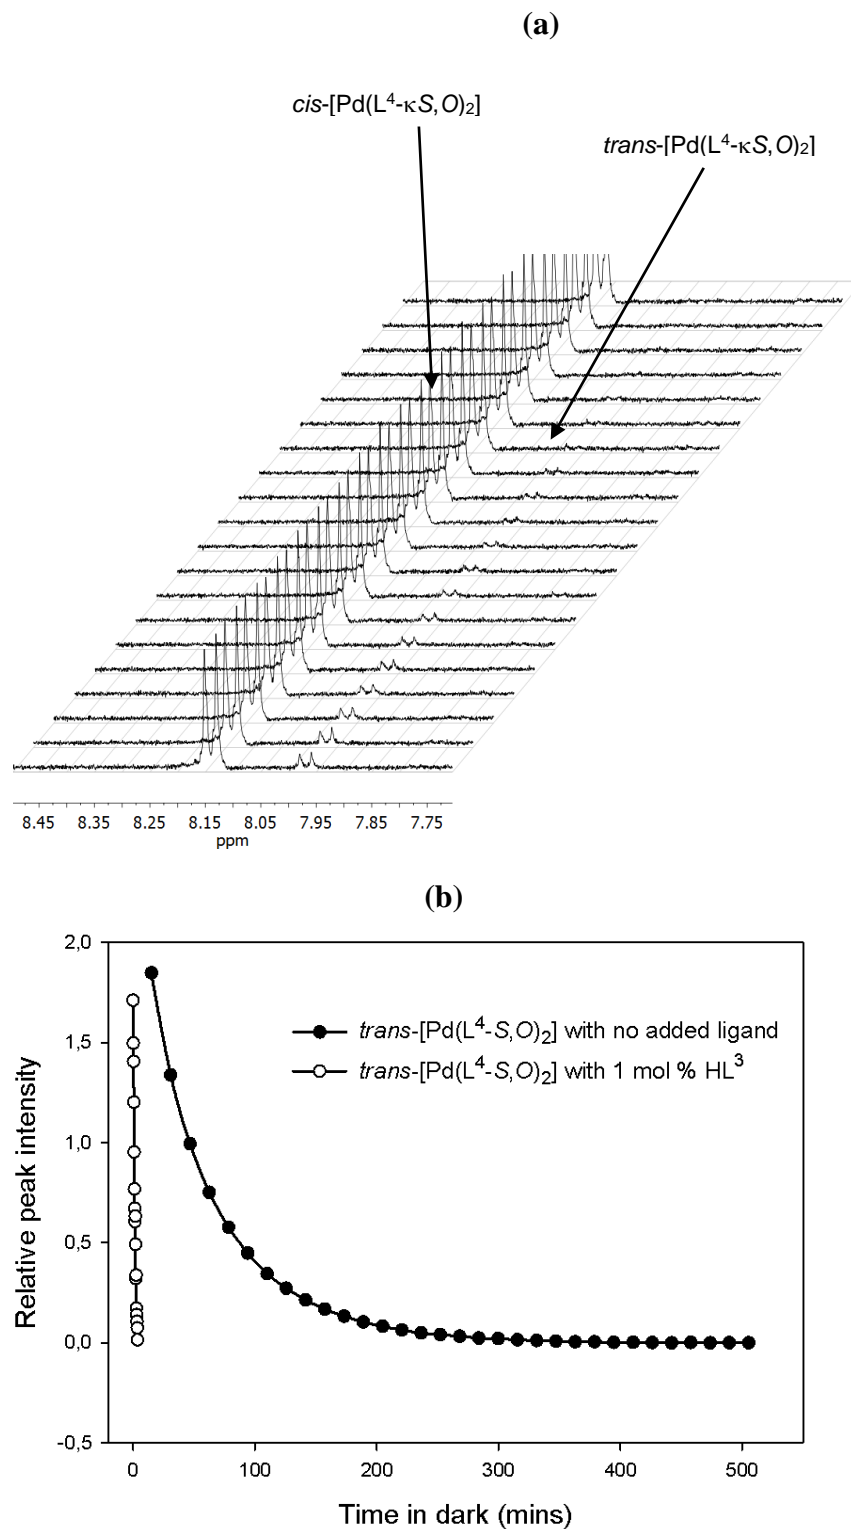 (a)
cis-[Pd(L⁴-κS,O)₂]
trans-[Pd(L⁴-κS,O)₂]
8.45 8.35 8.25 8.15 8.05 7.95 7.85 7.75
ppm
(b)
2,0
1,5
1,0
0,5
0,0
-0,5
Relative peak intensity
trans-[Pd(L⁴-S,O)₂] with no added ligand
trans-[Pd(L⁴-S,O)₂] with 1 mol % HL³
0 100 200 300 400 500
Time in dark (mins)